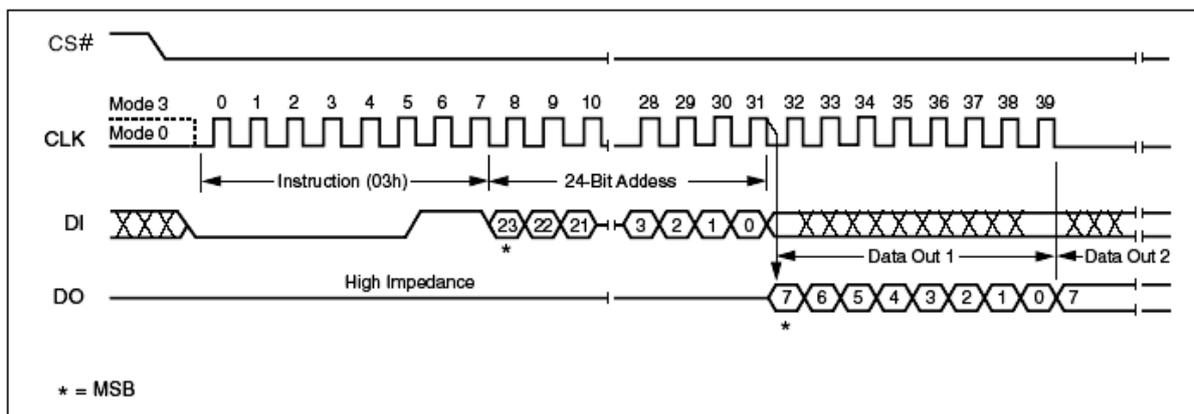 CS#
Mode 3 0 1 2 3 4 5 6 7 8 9 10 28 29 30 31 32 33 34 35 36 37 38 39
Mode 0
CLK
Instruction (03h) 24-Bit Addess
DI 23 22 21 3 2 1 0
* Data Out 1 Data Out 2
High Impedance
DO 7 6 5 4 3 2 1 0 7
*
* = MSB